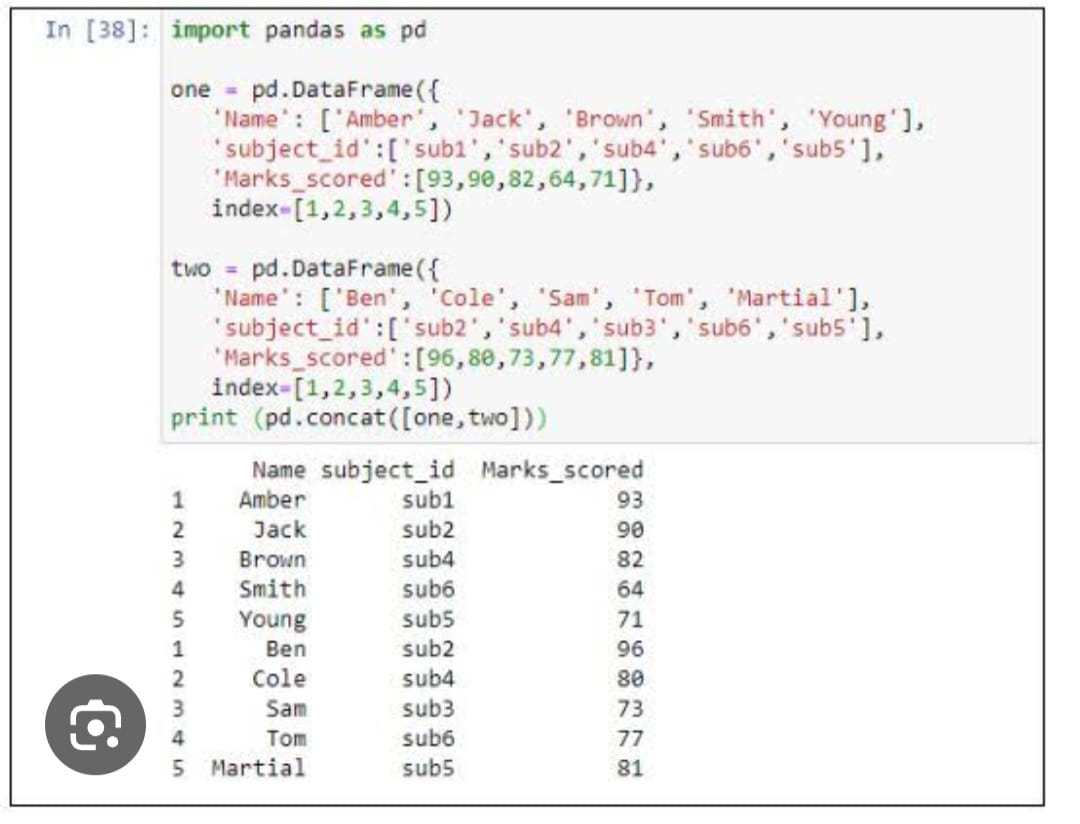 In [38]: import pandas as pd
one = pd.DataFrame({
'Name': ['Amber', 'Jack', 'Brown', 'Smith', 'Young'],
'subject_id':['sub1','sub2','sub4','sub6','sub5'],
'Marks_scored':[93,90,82,64,71]},
index=[1,2,3,4,5])
two = pd.DataFrame({
'Name': ['Ben', 'Cole', 'Sam', 'Tom', 'Martial'],
'subject_id':['sub2','sub4','sub3','sub6','sub5'],
'Marks_scored':[96,80,73,77,81]},
index=[1,2,3,4,5])
print (pd.concat([one,two]))
Name subject_id Marks_scored
1 Amber sub1 93
2 Jack sub2 90
3 Brown sub4 82
4 Smith sub6 64
5 Young sub5 71
1 Ben sub2 96
2 Cole sub4 80
3 Sam sub3 73
4 Tom sub6 77
5 Martial sub5 81